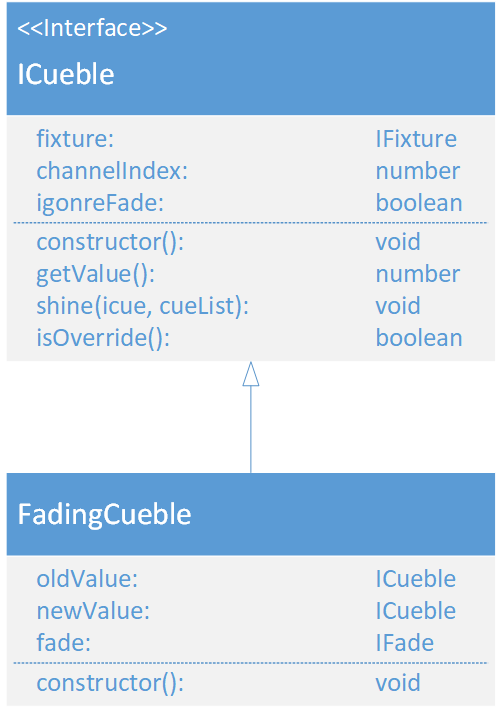 <<Interface>>
ICueble
fixture: IFixture
channelIndex: number
igonreFade: boolean
constructor(): void
getValue(): number
shine(icue, cueList): void
isOverride(): boolean
FadingCueble
oldValue: ICueble
newValue: ICueble
fade: IFade
constructor(): void